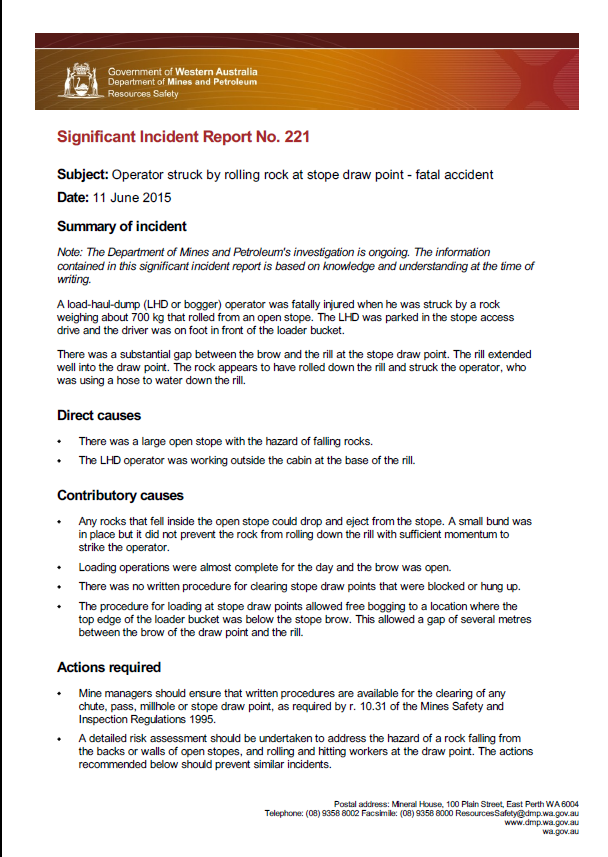 Government of Western Australia
Department of Mines and Petroleum
Resources Safety
Significant Incident Report No. 221
Subject: Operator struck by rolling rock at stope draw point - fatal accident
Date: 11 June 2015
Summary of incident
Note: The Department of Mines and Petroleum's investigation is ongoing. The information
contained in this significant incident report is based on knowledge and understanding at the time of
writing.
A load-haul-dump (LHD or bogger) operator was fatally injured when he was struck by a rock
weighing about 700 kg that rolled from an open stope. The LHD was parked in the stope access
drive and the driver was on foot in front of the loader bucket.
There was a substantial gap between the brow and the rill at the stope draw point. The rill extended
well into the draw point. The rock appears to have rolled down the rill and struck the operator, who
was using a hose to water down the rill.
Direct causes
• There was a large open stope with the hazard of falling rocks.
• The LHD operator was working outside the cabin at the base of the rill.
Contributory causes
• Any rocks that fell inside the open stope could drop and eject from the stope. A small bund was
in place but it did not prevent the rock from rolling down the rill with sufficient momentum to
strike the operator.
• Loading operations were almost complete for the day and the brow was open.
• There was no written procedure for clearing stope draw points that were blocked or hung up.
• The procedure for loading at stope draw points allowed free bogging to a location where the
top edge of the loader bucket was below the stope brow. This allowed a gap of several metres
between the brow of the draw point and the rill.
Actions required
• Mine managers should ensure that written procedures are available for the clearing of any
chute, pass, millhole or stope draw point, as required by r. 10.31 of the Mines Safety and
Inspection Regulations 1995.
• A detailed risk assessment should be undertaken to address the hazard of a rock falling from
the backs or walls of open stopes, and rolling and hitting workers at the draw point. The actions
recommended below should prevent similar incidents.
Postal address: Mineral House, 100 Plain Street, East Perth WA 6004
Telephone: (08) 9358 8002 Facsimile: (08) 9358 8000 ResourcesSafety@dmp.wa.gov.au
www.dmp.wa.gov.au
wa.gov.au